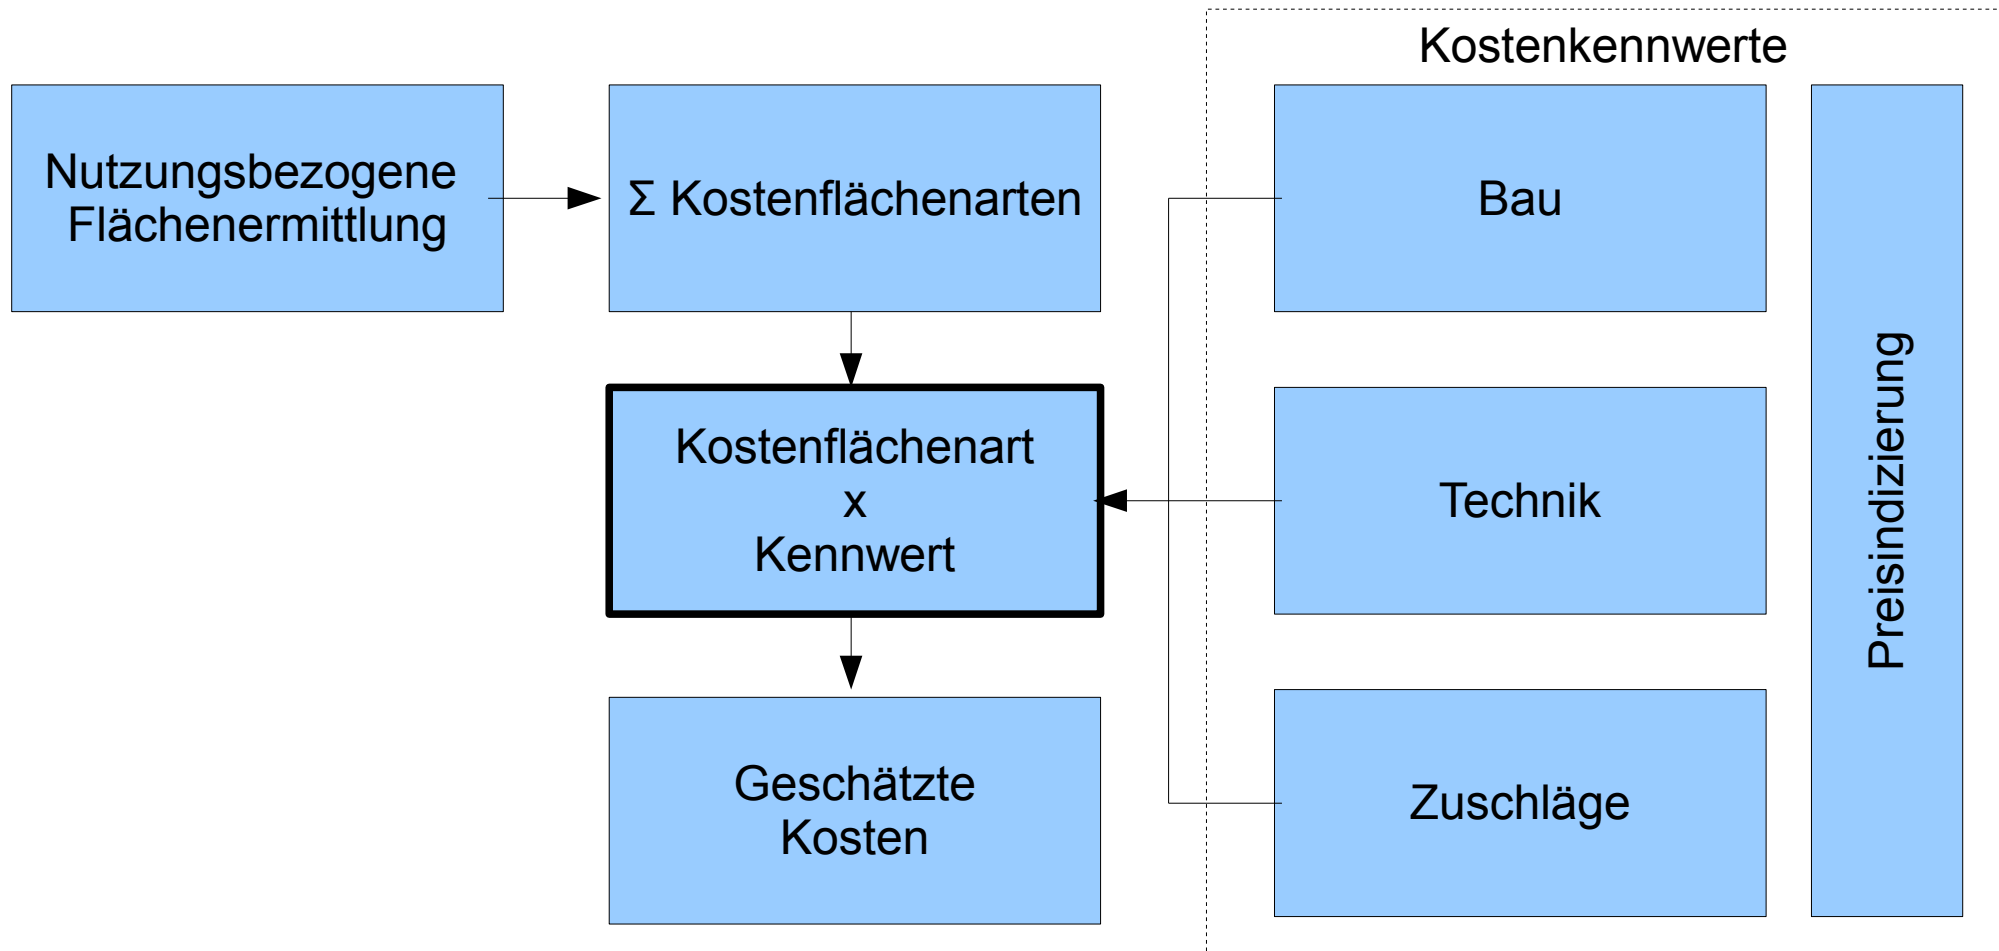 Kostenkennwerte
Nutzungsbezogene
Flächenermittlung
Σ Kostenflächenarten
Bau
Kostenflächenart
x
Kennwert
Technik
Preisindizierung
Geschätzte
Kosten
Zuschläge